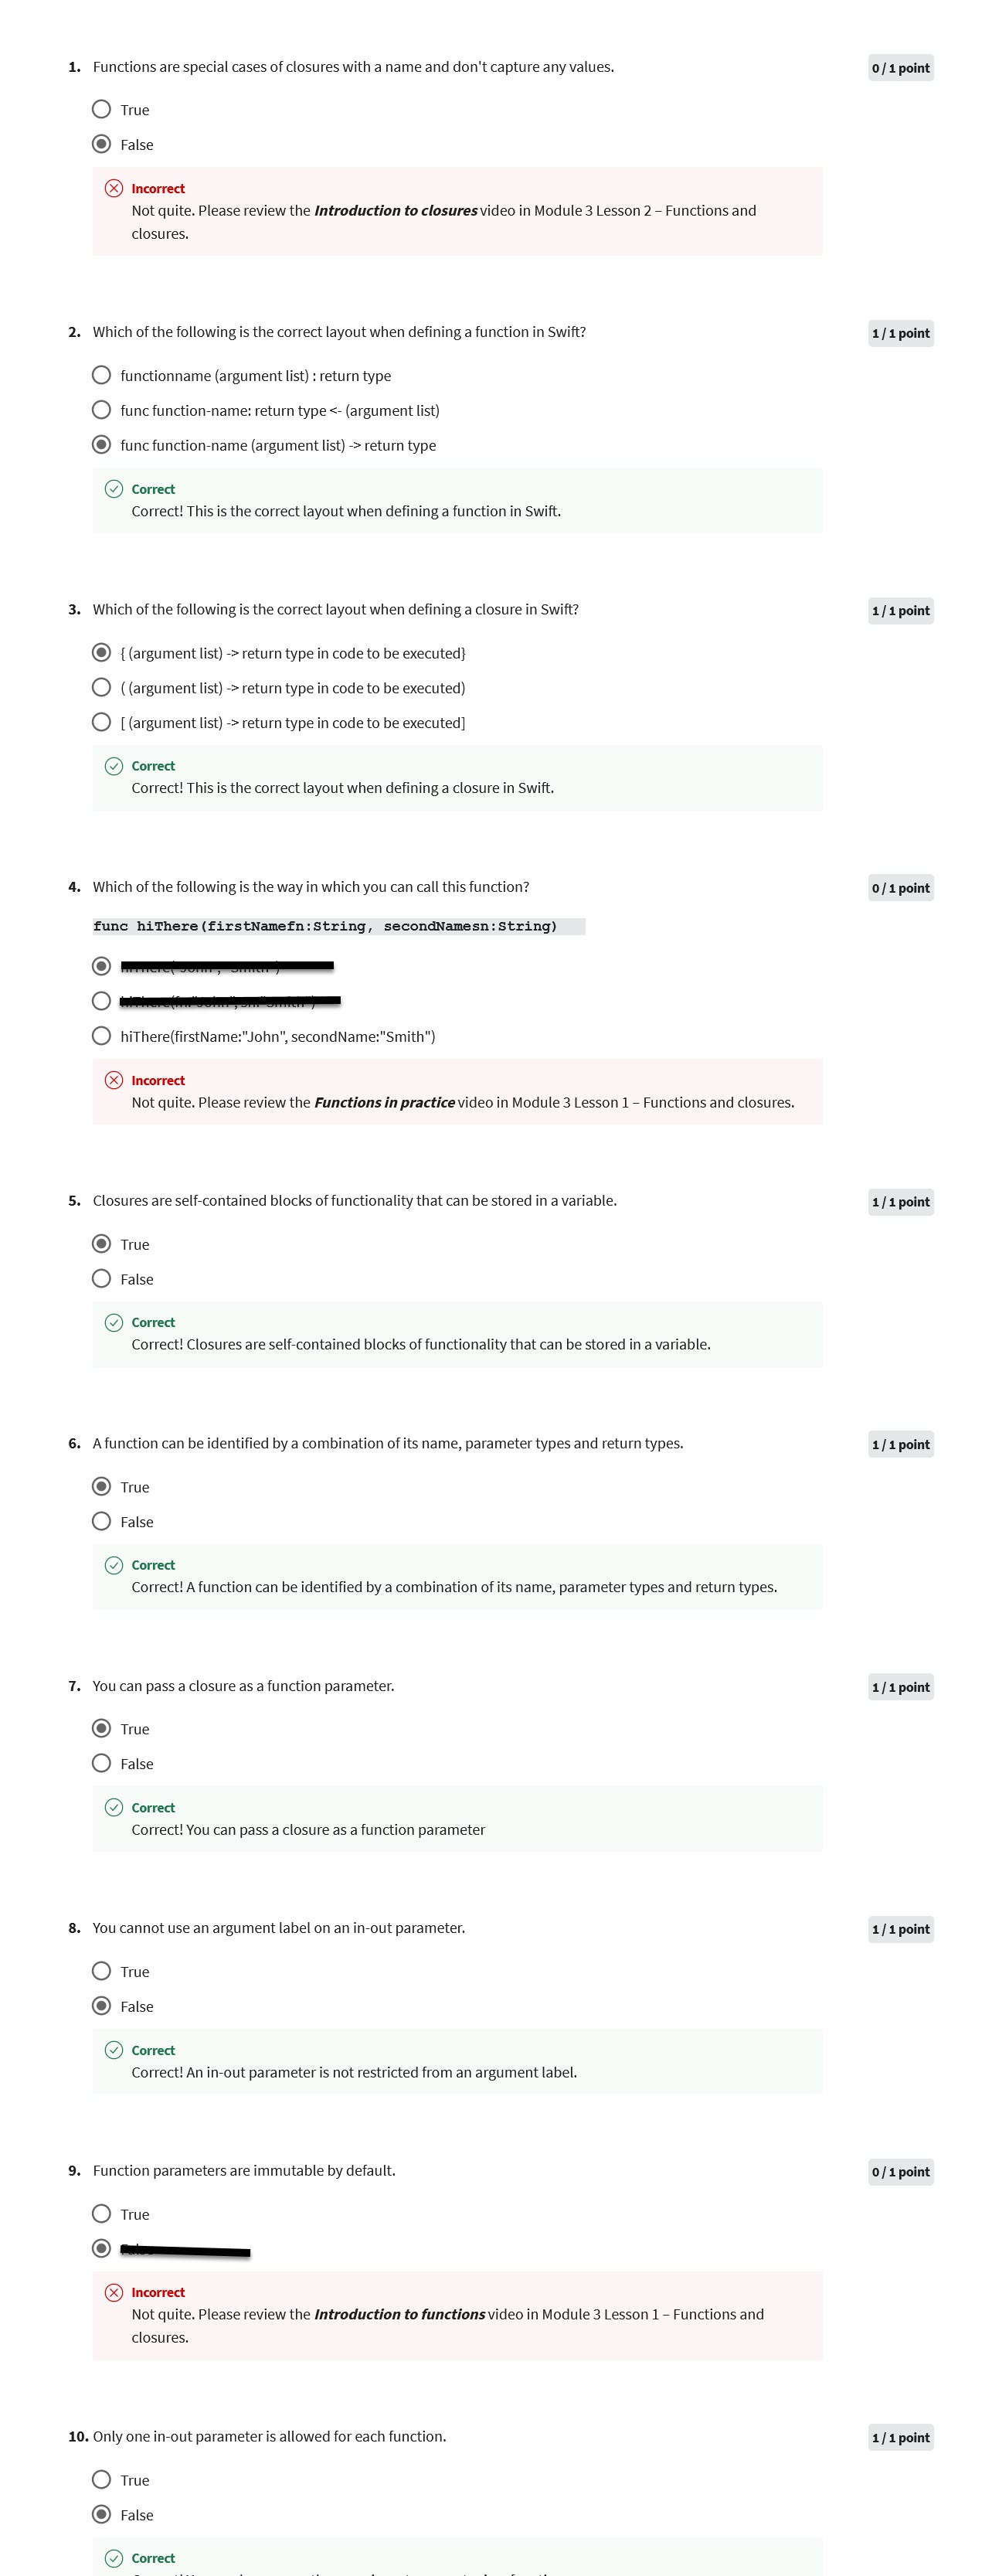 1. Functions are special cases of closures with a name and don't capture any values.
0 / 1 point
True
False
Incorrect
Not quite. Please review the Introduction to closures video in Module 3 Lesson 2 – Functions and
closures.
2. Which of the following is the correct layout when defining a function in Swift?
1 / 1 point
functionname (argument list) : return type
func function-name: return type <- (argument list)
func function-name (argument list) -> return type
Correct
Correct! This is the correct layout when defining a function in Swift.
3. Which of the following is the correct layout when defining a closure in Swift?
1 / 1 point
{ (argument list) -> return type in code to be executed}
( (argument list) -> return type in code to be executed)
[ (argument list) -> return type in code to be executed]
Correct
Correct! This is the correct layout when defining a closure in Swift.
4. Which of the following is the way in which you can call this function?
0 / 1 point
func hiThere(firstNamefn:String, secondNamesn:String)
hiThere(firstName:"John", secondName:"Smith")
Incorrect
Not quite. Please review the Functions in practice video in Module 3 Lesson 1 – Functions and closures.
5. Closures are self-contained blocks of functionality that can be stored in a variable.
1 / 1 point
True
False
Correct
Correct! Closures are self-contained blocks of functionality that can be stored in a variable.
6. A function can be identified by a combination of its name, parameter types and return types.
1 / 1 point
True
False
Correct
Correct! A function can be identified by a combination of its name, parameter types and return types.
7. You can pass a closure as a function parameter.
1 / 1 point
True
False
Correct
Correct! You can pass a closure as a function parameter
8. You cannot use an argument label on an in-out parameter.
1 / 1 point
True
False
Correct
Correct! An in-out parameter is not restricted from an argument label.
9. Function parameters are immutable by default.
0 / 1 point
True
Incorrect
Not quite. Please review the Introduction to functions video in Module 3 Lesson 1 – Functions and
closures.
10. Only one in-out parameter is allowed for each function.
1 / 1 point
True
False
Correct